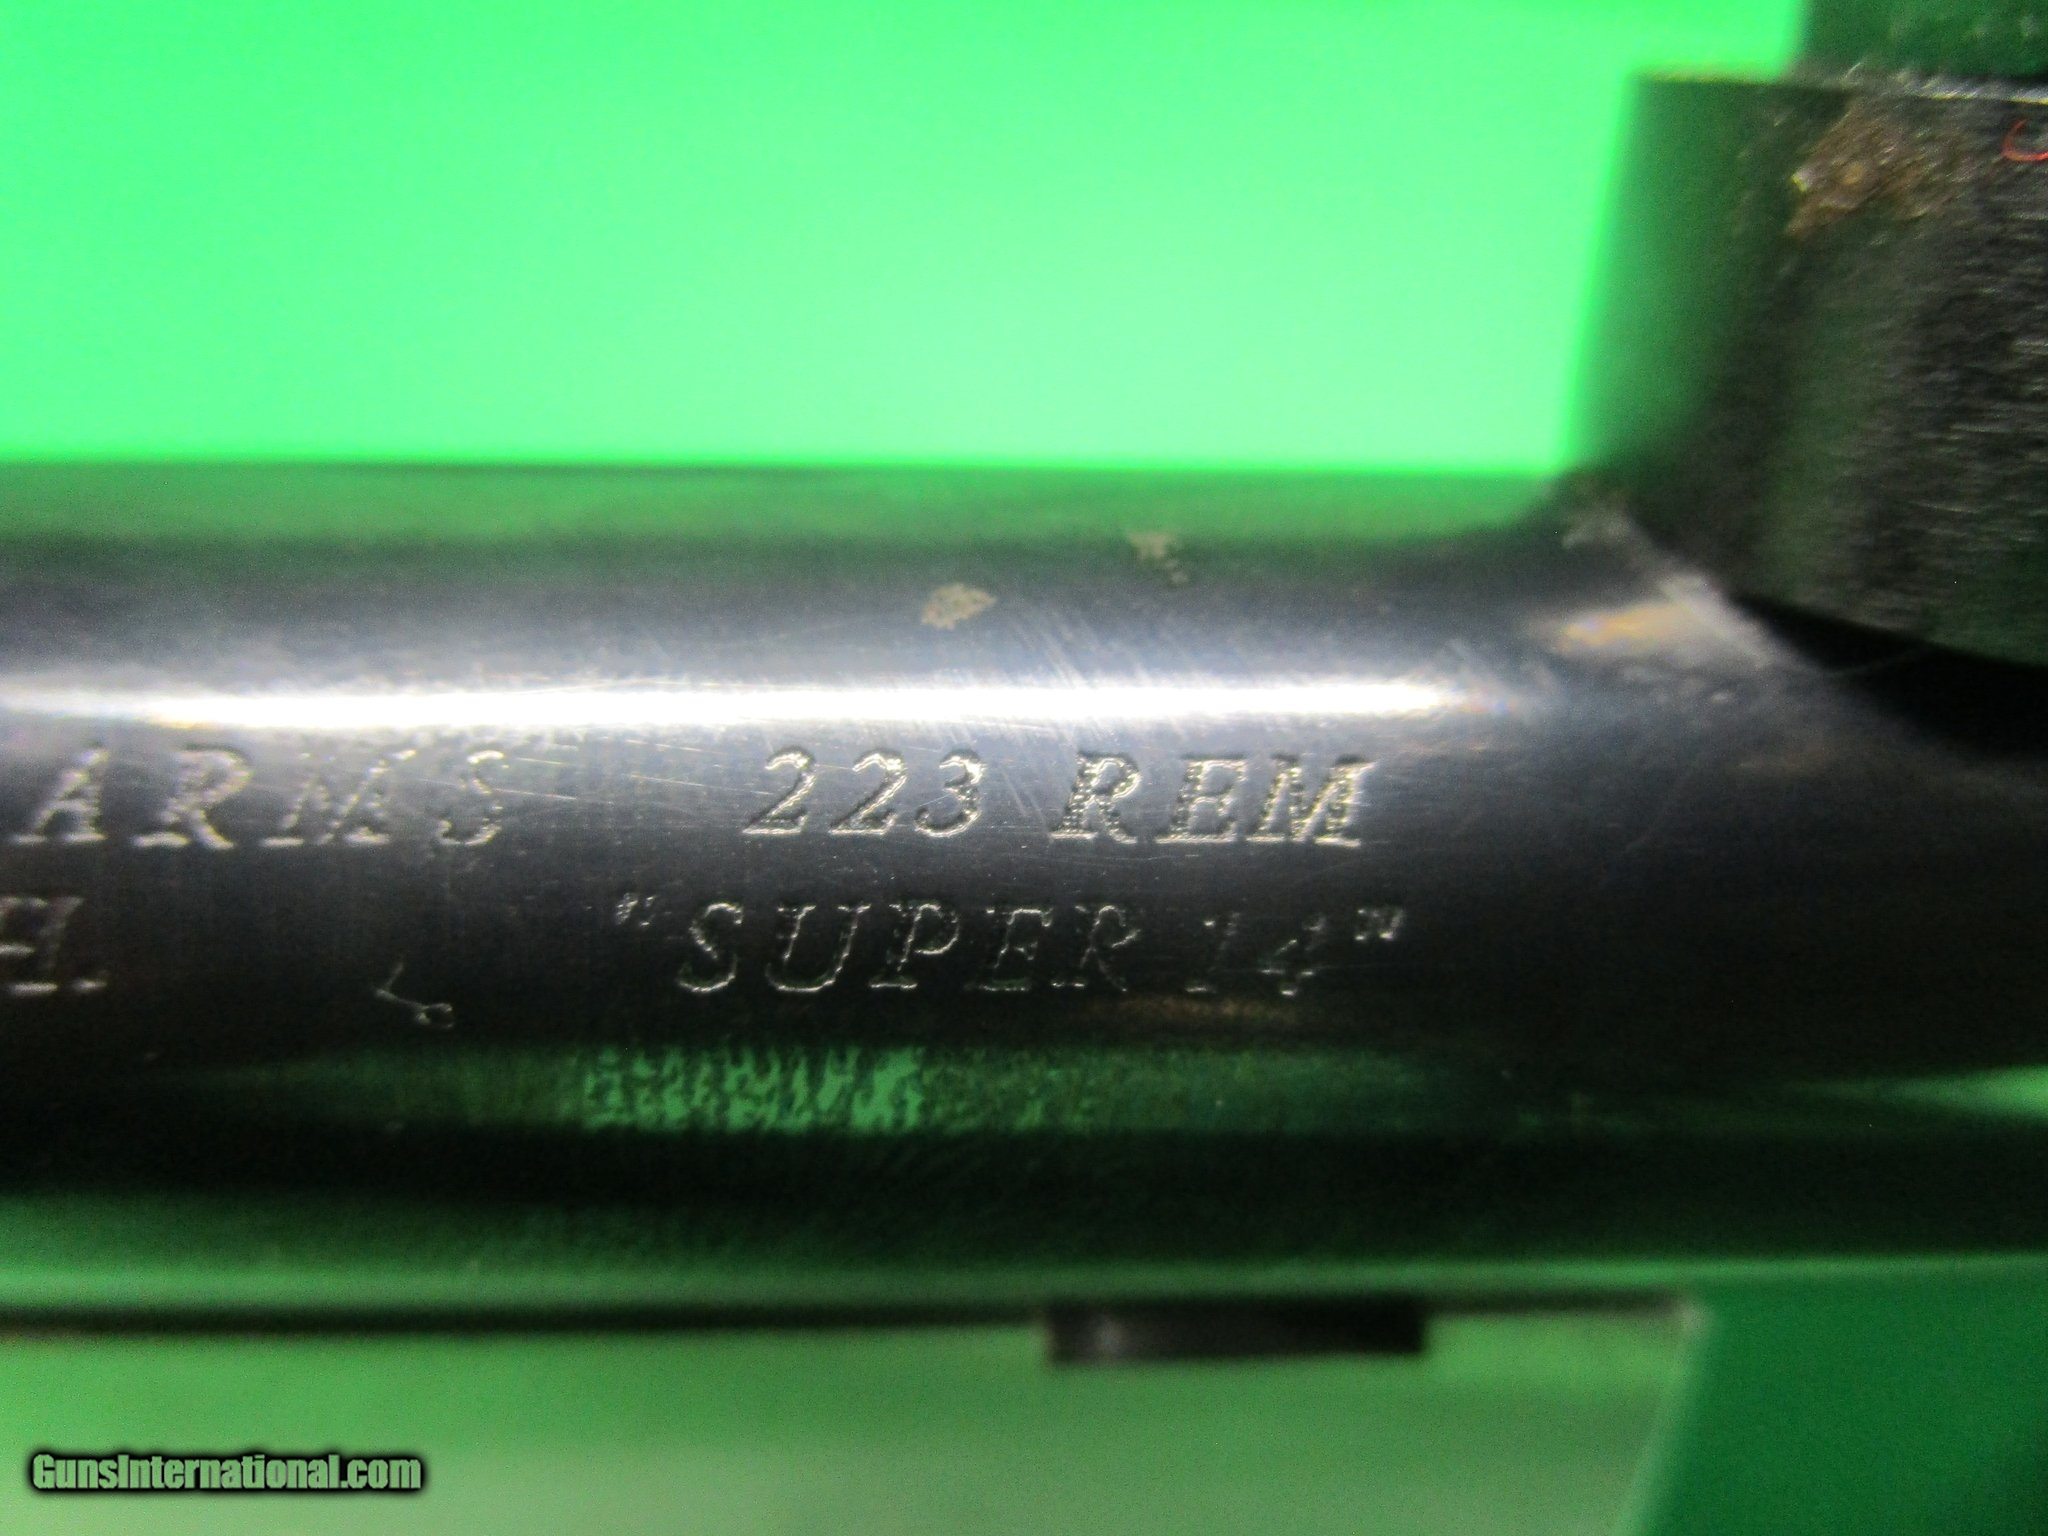 ARMS 223 REM
"SUPER 14"
GunsInternational.com